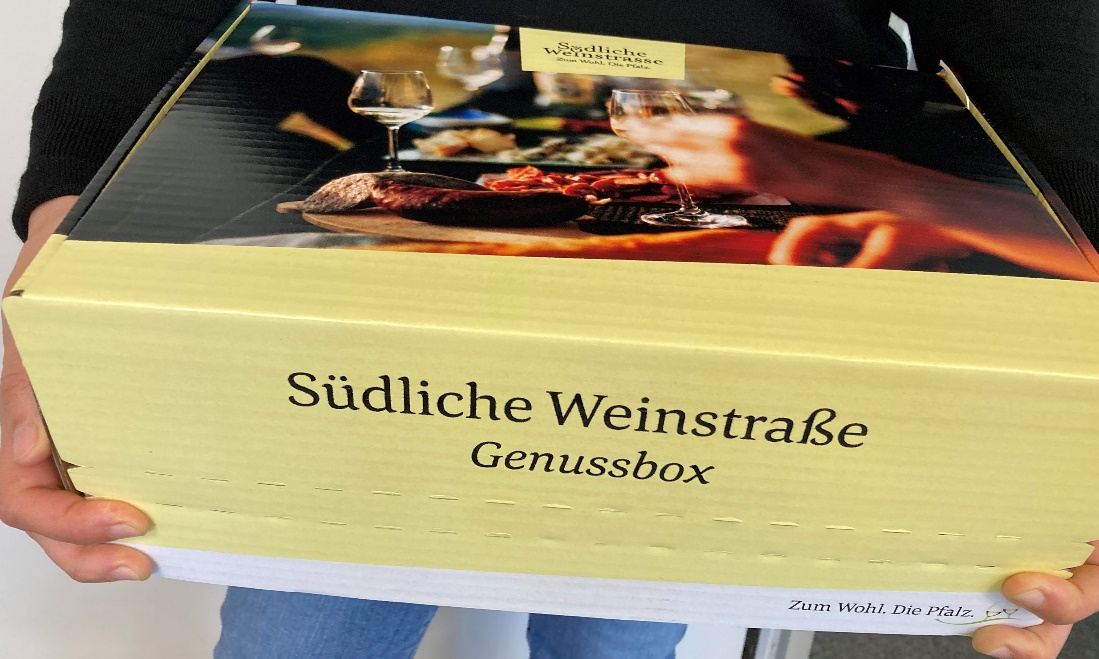 Südliche
Weinstrasse
Zum Wohl. Die Pfalz.
Südliche Weinstraße
Genussbox
Zum Wohl. Die Pfalz.